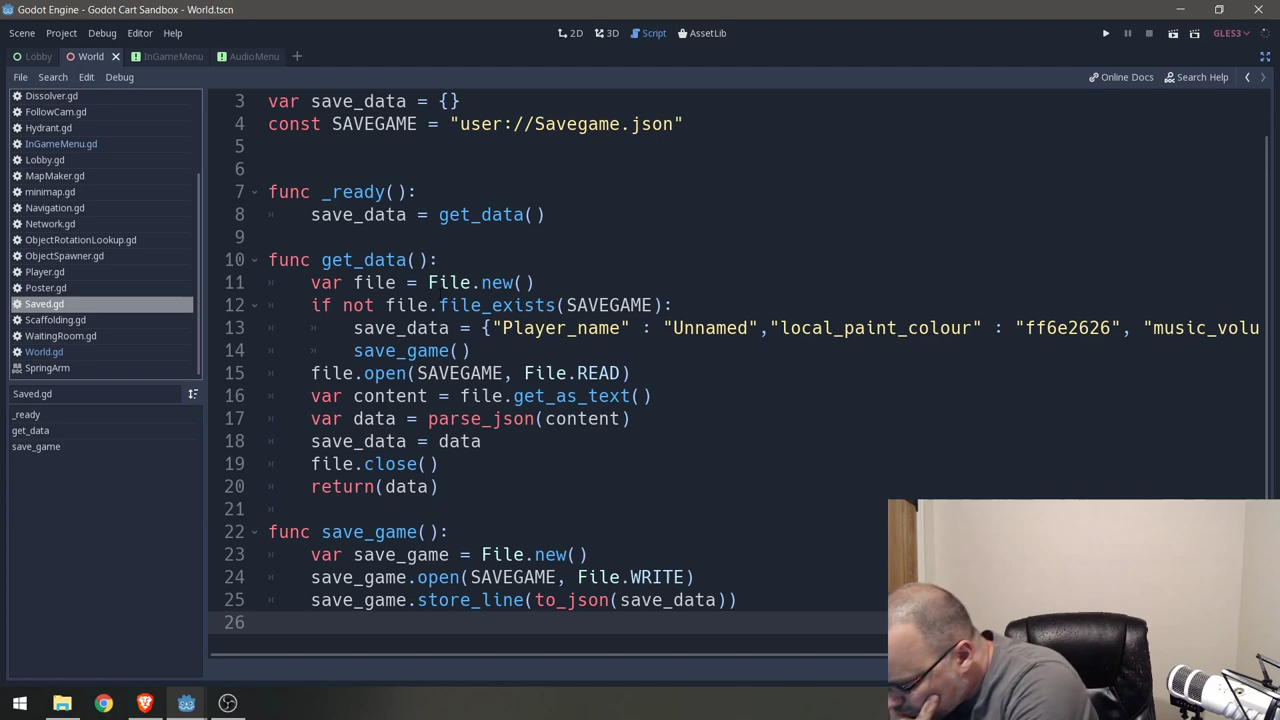 Godot Engine - Godot Cart Sandbox - World.tscn
Scene Project Debug Editor Help 2D 3D Script AssetLib GLES3
Lobby World InGameMenu AudioMenu
File Search Edit Debug Online Docs Search Help
Dissolver.gd
FollowCam.gd
Hydrant.gd
InGameMenu.gd
Lobby.gd
MapMaker.gd
minimap.gd
Navigation.gd
Network.gd
ObjectRotationLookup.gd
ObjectSpawner.gd
Player.gd
Poster.gd
Saved.gd
Scaffolding.gd
WaitingRoom.gd
World.gd
SpringArm
Saved.gd
_ready
get_data
save_game
3 var save_data = {}
4 const SAVEGAME = "user://Savegame.json"
5
6
7 func _ready():
8 save_data = get_data()
9
10 func get_data():
11 var file = File.new()
12 if not file.file_exists(SAVEGAME):
13 save_data = {"Player_name" : "Unnamed","local_paint_colour" : "ff6e2626", "music_volu
14 save_game()
15 file.open(SAVEGAME, File.READ)
16 var content = file.get_as_text()
17 var data = parse_json(content)
18 save_data = data
19 file.close()
20 return(data)
21
22 func save_game():
23 var save_game = File.new()
24 save_game.open(SAVEGAME, File.WRITE)
25 save_game.store_line(to_json(save_data))
26